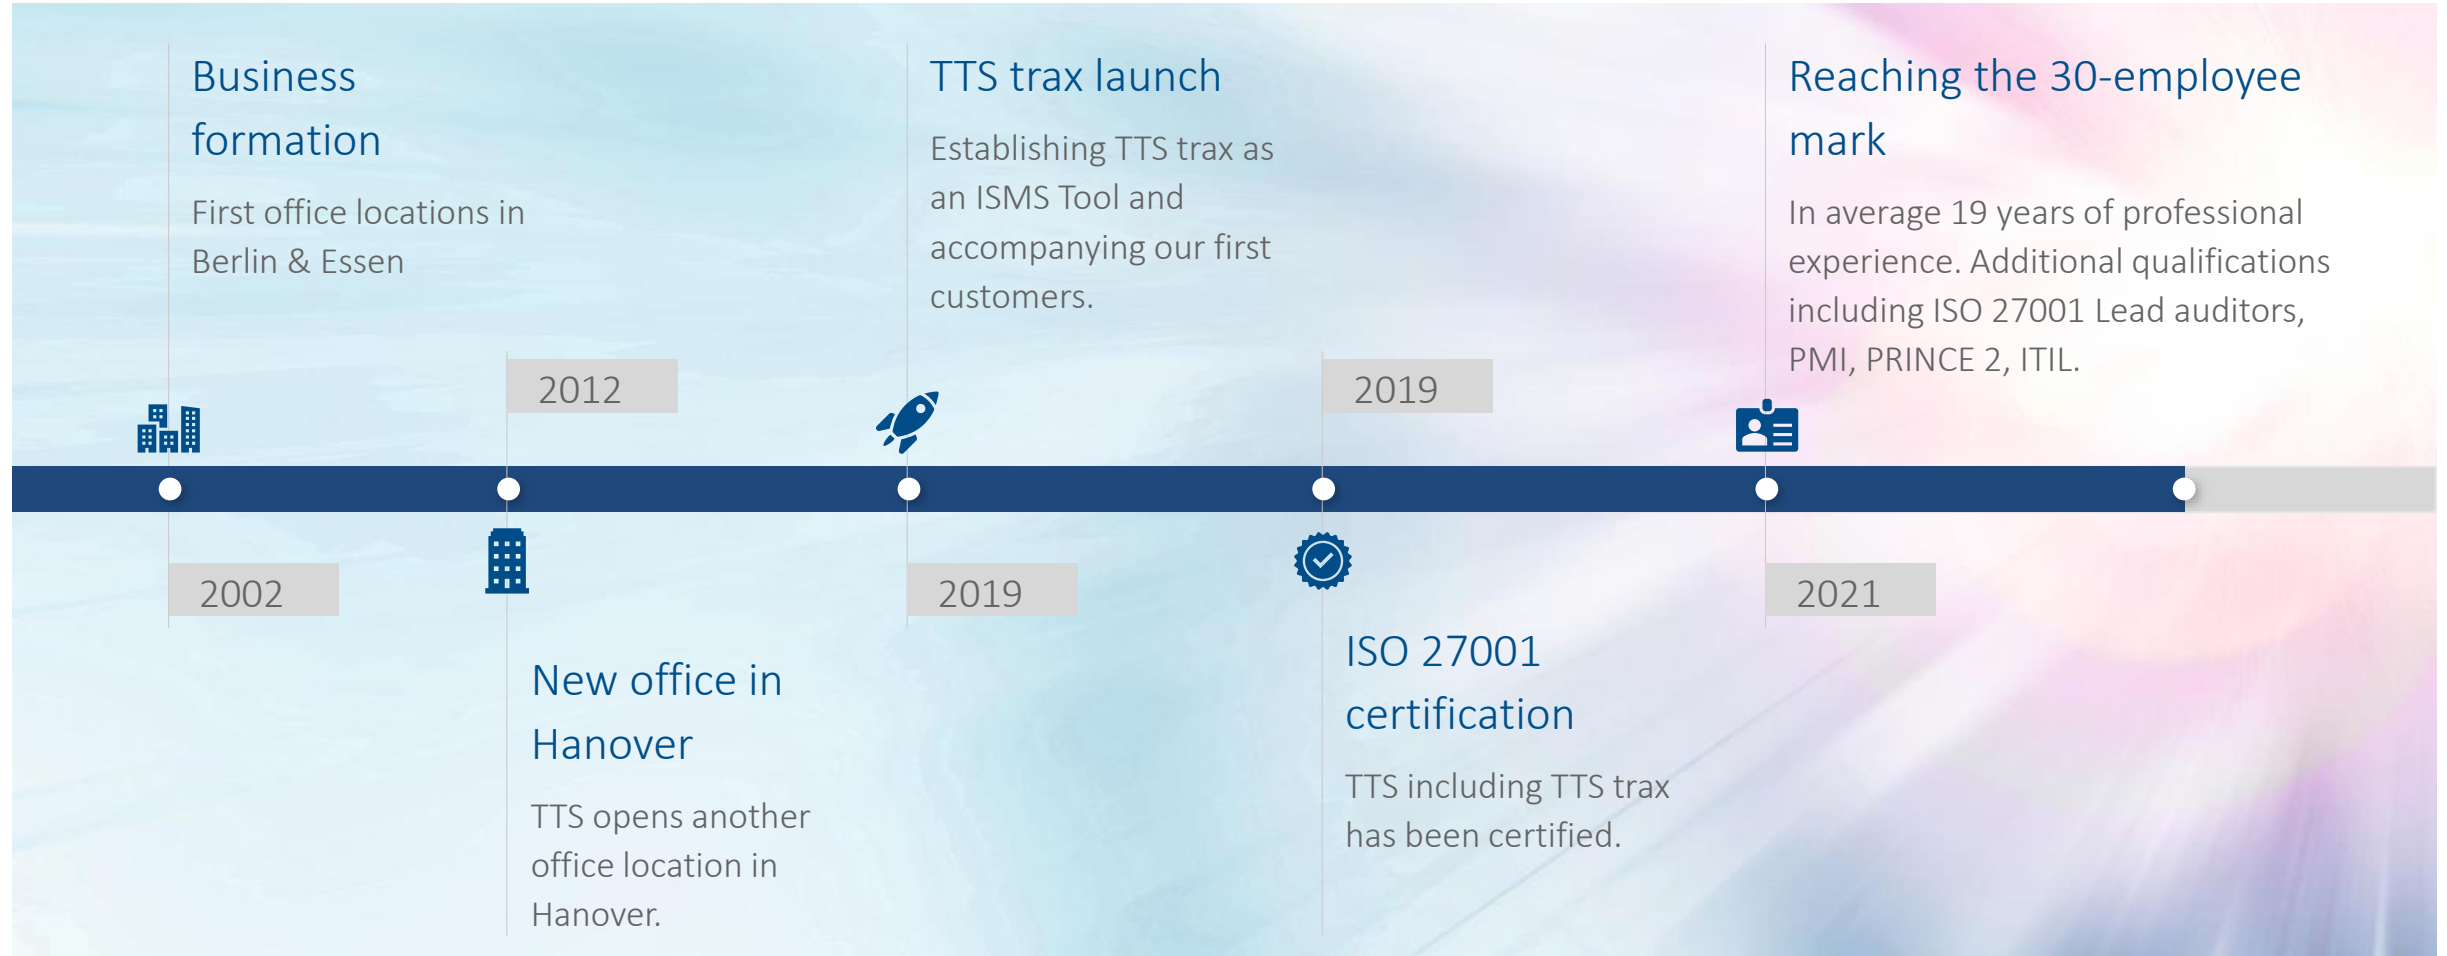 Business
formation
First office locations in
Berlin & Essen
2002
2012
New office in
Hanover
TTS opens another
office location in
Hanover.
TTS trax launch
Establishing TTS trax as
an ISMS Tool and
accompanying our first
customers.
2019
2019
ISO 27001
certification
TTS including TTS trax
has been certified.
Reaching the 30-employee
mark
In average 19 years of professional
experience. Additional qualifications
including ISO 27001 Lead auditors,
PMI, PRINCE 2, ITIL.
2021